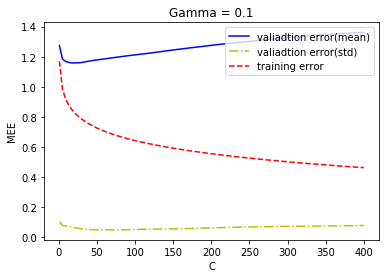 Gamma = 0.1
1.4
1.2
1.0
0.8
0.6
0.4
0.2
0.0
MEE
valiadtion error(mean)
valiadtion error(std)
training error
0 50 100 150 200 250 300 350 400
C